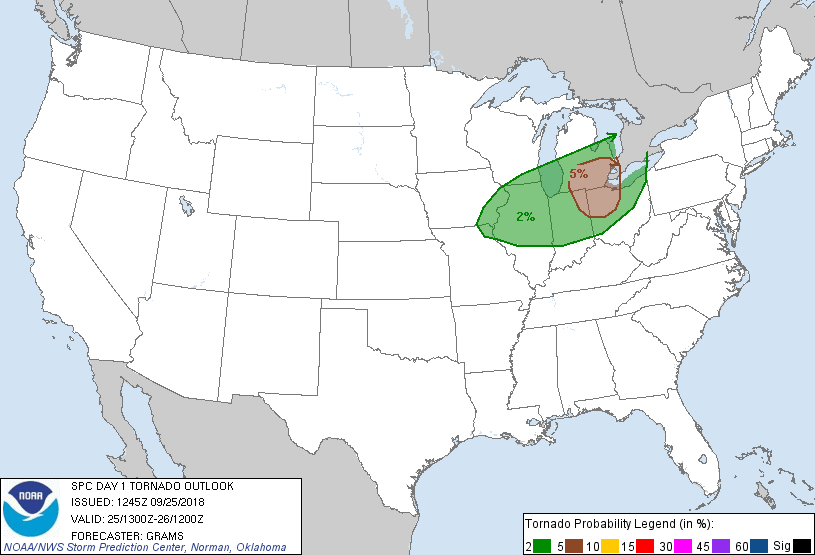 5%
2%
NOAA
SPC DAY 1 TORNADO OUTLOOK
ISSUED: 1245Z 09/25/2018
VALID: 25/1300Z-26/1200Z
FORECASTER: GRAMS
NOAA/NWS Storm Prediction Center, Norman, Oklahoma
Tornado Probability Legend (in %):
2 5 10 15 30 45 60 Sig